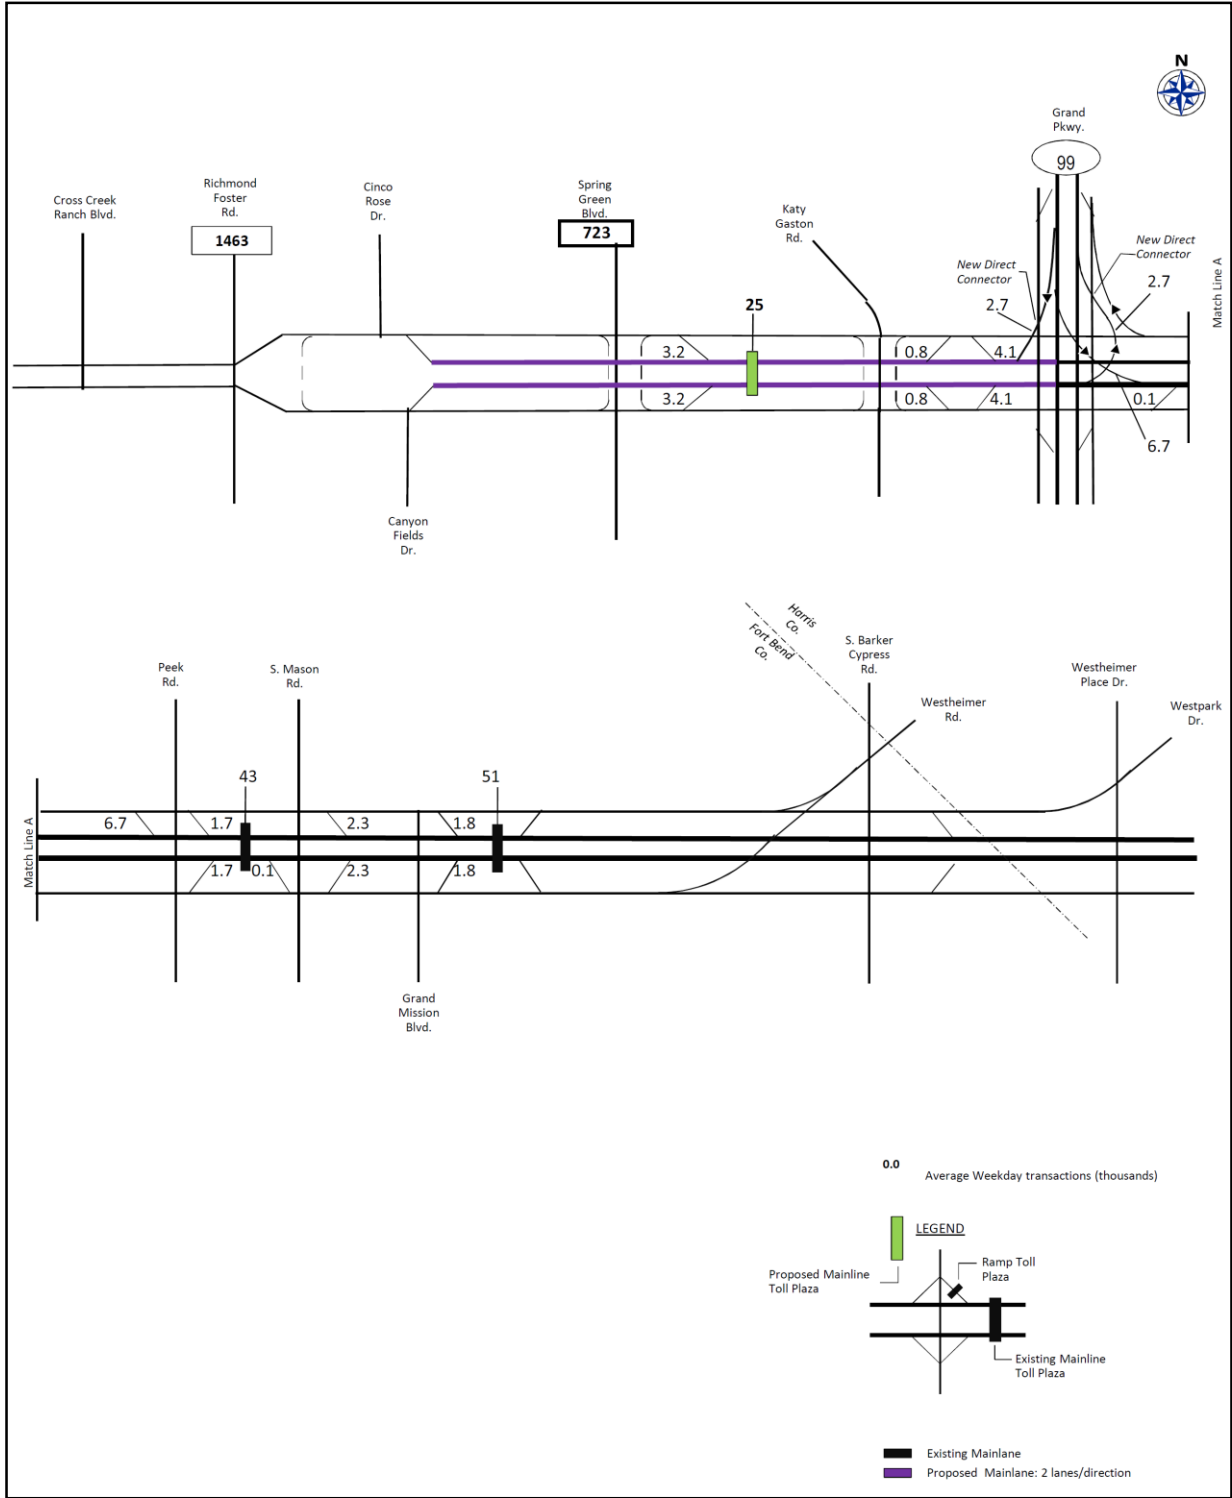 N
Grand
Pkwy.
99
Cross Creek
Ranch Blvd.
Richmond
Foster
Rd.
1463
Cinco
Rose
Dr.
Spring
Green
Blvd.
723
Katy
Gaston
Rd.
New Direct
Connector
2.7
New Direct
Connector
2.7
Match Line A
25
3.2
0.8
4.1
3.2
0.8
4.1
0.1
6.7
Canyon
Fields
Dr.
Harris
Co.
Fort Bend
Co.
Peek
Rd.
S. Mason
Rd.
S. Barker
Cypress
Rd.
Westheimer
Rd.
Westheimer
Place Dr.
Westpark
Dr.
Match Line A
43
51
6.7
1.7
2.3
1.8
1.7
0.1
2.3
1.8
Grand
Mission
Blvd.
0.0
Average Weekday transactions (thousands)
LEGEND
Proposed Mainline
Toll Plaza
Ramp Toll
Plaza
Existing Mainline
Toll Plaza
Existing Mainlane
Proposed Mainlane: 2 lanes/direction